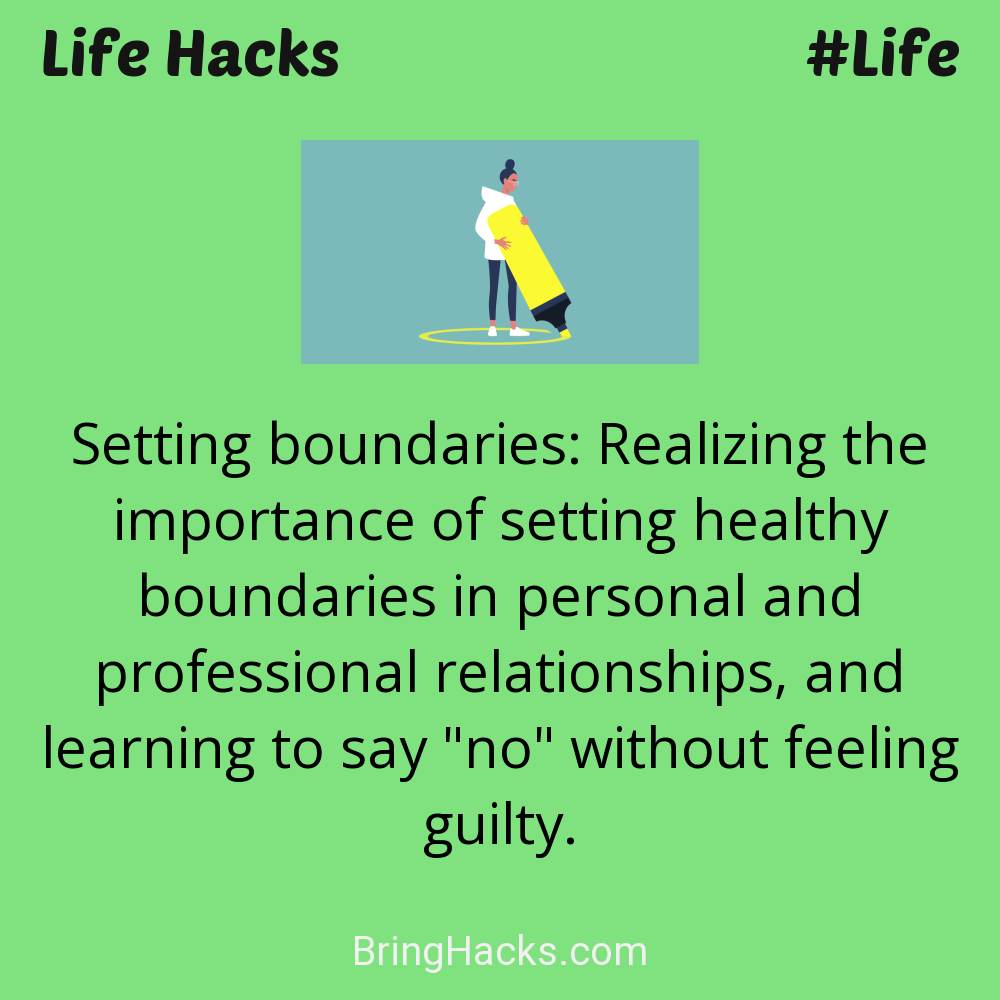 Life Hacks
#Life
Setting boundaries: Realizing the
importance of setting healthy
boundaries in personal and
professional relationships, and
learning to say "no" without feeling
guilty.
BringHacks.com